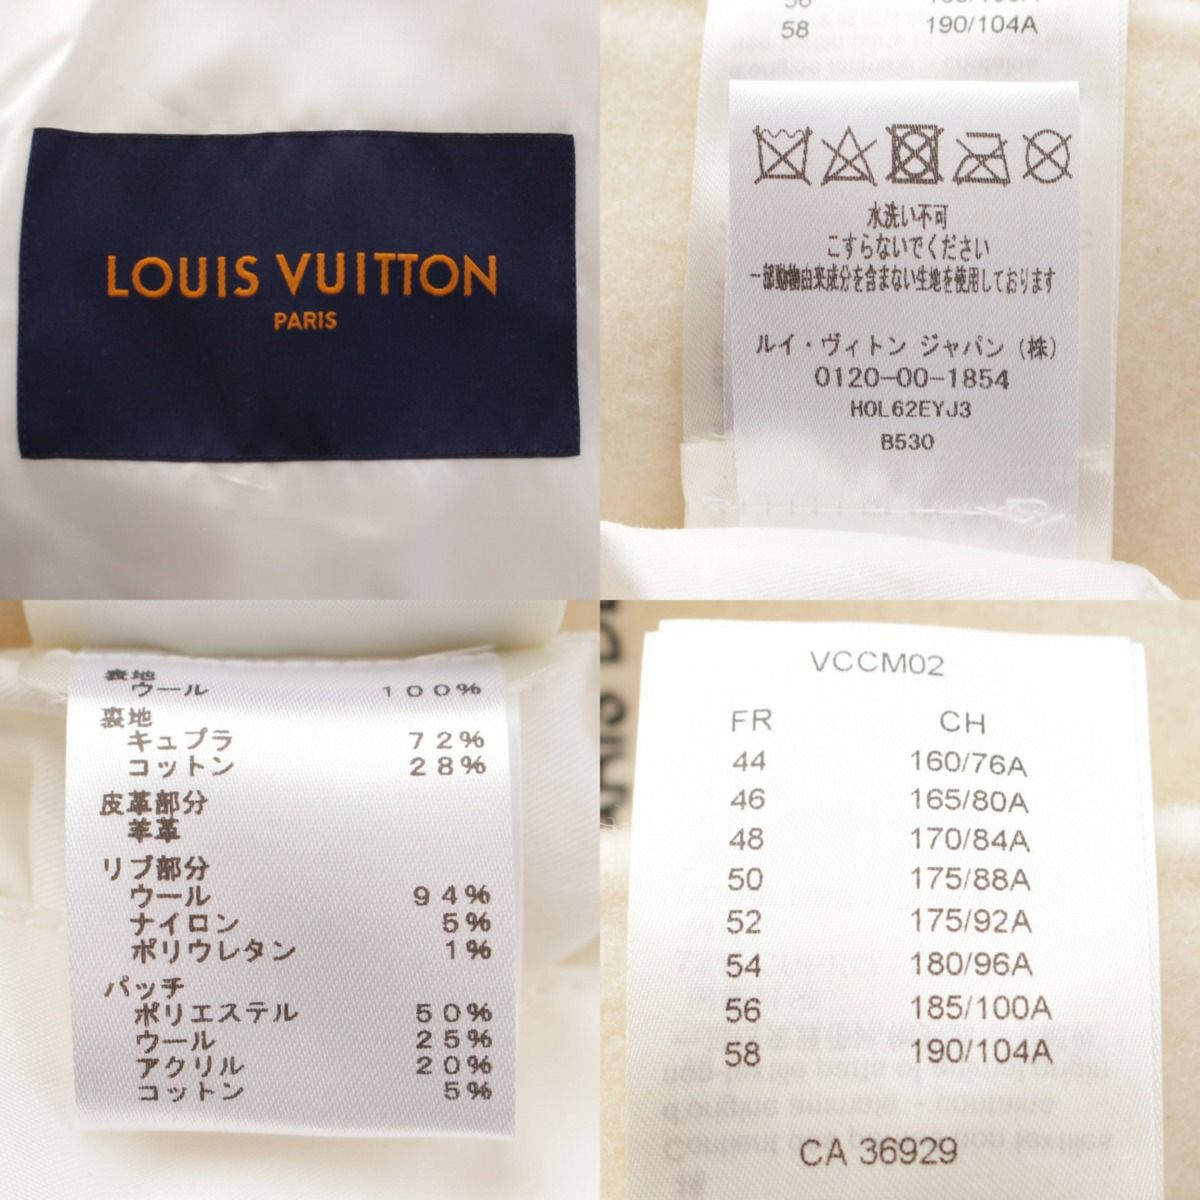 LOUIS VUITTON
PARIS
58 190/104A
水洗い不可
こすらないでください
一部動物由来成分を含まない生地を使用しております
ルイ・ヴィトン ジャパン（株）
0120-00-1854
HOL62EYJ3
B530
表地
ウール 100%
裏地
キュプラ 72%
コットン 28%
皮革部分
羊革
リブ部分
ウール 94%
ナイロン 5%
ポリウレタン 1%
パッチ
ポリエステル 50%
ウール 25%
アクリル 20%
コットン 5%
VCCM02
FR CH
44 160/76A
46 165/80A
48 170/84A
50 175/88A
52 175/92A
54 180/96A
56 185/100A
58 190/104A
CA 36929